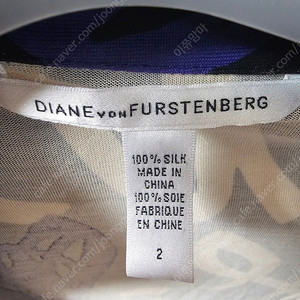 DIANE VON FURSTENBERG
100% SILK
MADE IN
CHINA
100% SOIE
FABRIQUE
EN CHINE
2